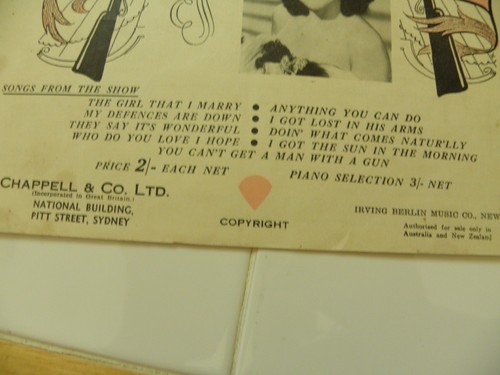 SONGS FROM THE SHOW
THE GIRL THAT I MARRY • ANYTHING YOU CAN DO
MY DEFENCES ARE DOWN • I GOT LOST IN HIS ARMS
THEY SAY IT'S WONDERFUL • DOIN' WHAT COMES NATUR'LLY
WHO DO YOU LOVE I HOPE • I GOT THE SUN IN THE MORNING
YOU CAN'T GET A MAN WITH A GUN
PRICE 2/- EACH NET
PIANO SELECTION 3/- NET
CHAPPELL & CO. LTD.
(Incorporated in Great Britain)
NATIONAL BUILDING,
PITT STREET, SYDNEY
COPYRIGHT
IRVING BERLIN MUSIC CO., NEW
Authorised for sale only in
Australia and New Zealand